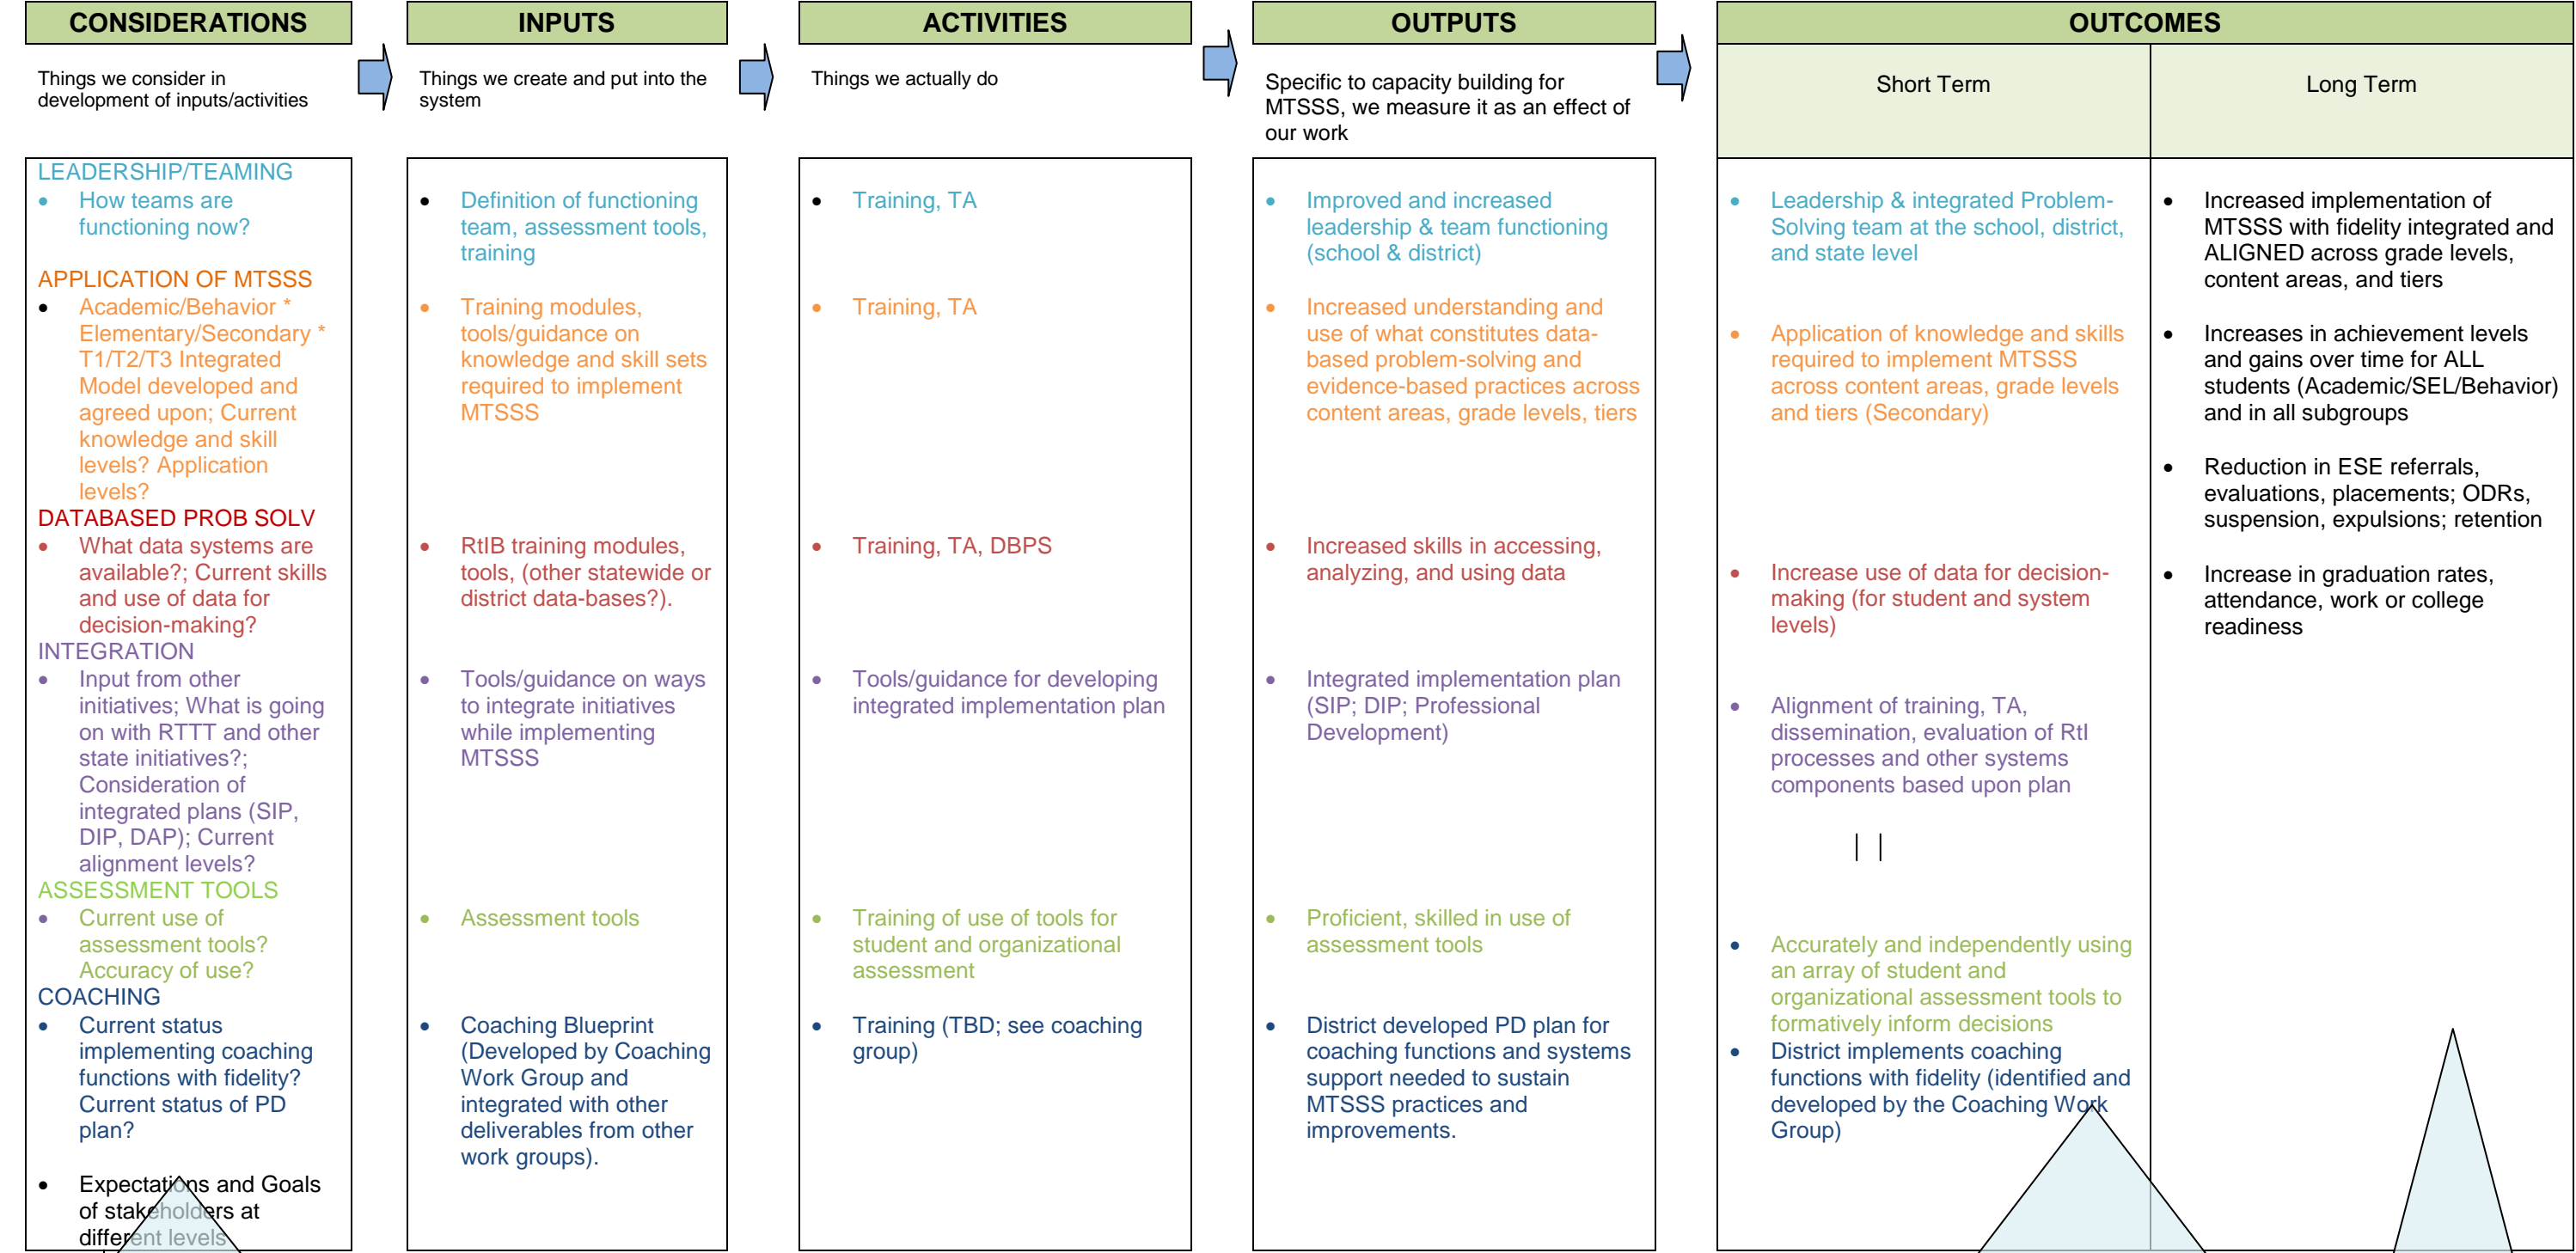 CONSIDERATIONS
Things we consider in
development of inputs/activities
LEADERSHIP/TEAMING
• How teams are
functioning now?
APPLICATION OF MTSSS
• Academic/Behavior *
Elementary/Secondary *
T1/T2/T3 Integrated
Model developed and
agreed upon; Current
knowledge and skill
levels? Application
levels?
DATABASED PROB SOLV
• What data systems are
available?; Current skills
and use of data for
decision-making?
INTEGRATION
• Input from other
initiatives; What is going
on with RTTT and other
state initiatives?;
Consideration of
integrated plans (SIP,
DIP, DAP); Current
alignment levels?
ASSESSMENT TOOLS
• Current use of
assessment tools?
Accuracy of use?
COACHING
• Current status
implementing coaching
functions with fidelity?
Current status of PD
plan?
• Expectations and Goals
of stakeholders at
different levels
INPUTS
Things we create and put into the
system
• Definition of functioning
team, assessment tools,
training
• Training modules,
tools/guidance on
knowledge and skill sets
required to implement
MTSSS
• RtIB training modules,
tools, (other statewide or
district data-bases?).
• Tools/guidance on ways
to integrate initiatives
while implementing
MTSSS
• Assessment tools
• Coaching Blueprint
(Developed by Coaching
Work Group and
integrated with other
deliverables from other
work groups).
ACTIVITIES
Things we actually do
• Training, TA
• Training, TA
• Training, TA, DBPS
• Tools/guidance for developing
integrated implementation plan
• Training of use of tools for
student and organizational
assessment
• Training (TBD; see coaching
group)
OUTPUTS
Specific to capacity building for
MTSSS, we measure it as an effect of
our work
• Improved and increased
leadership & team functioning
(school & district)
• Increased understanding and
use of what constitutes data-
based problem-solving and
evidence-based practices across
content areas, grade levels, tiers
• Increased skills in accessing,
analyzing, and using data
• Integrated implementation plan
(SIP; DIP; Professional
Development)
• Proficient, skilled in use of
assessment tools
• District developed PD plan for
coaching functions and systems
support needed to sustain
MTSSS practices and
improvements.
OUTCOMES
Short Term
• Leadership & integrated Problem-
Solving team at the school, district,
and state level
• Application of knowledge and skills
required to implement MTSSS
across content areas, grade levels
and tiers (Secondary)
• Increase use of data for decision-
making (for student and system
levels)
• Alignment of training, TA,
dissemination, evaluation of RtI
processes and other systems
components based upon plan
• Accurately and independently using
an array of student and
organizational assessment tools to
formatively inform decisions
• District implements coaching
functions with fidelity (identified and
developed by the Coaching Work
Group)
Long Term
• Increased implementation of
MTSSS with fidelity integrated and
ALIGNED across grade levels,
content areas, and tiers
• Increases in achievement levels
and gains over time for ALL
students (Academic/SEL/Behavior)
and in all subgroups
• Reduction in ESE referrals,
evaluations, placements; ODRs,
suspension, expulsions; retention
• Increase in graduation rates,
attendance, work or college
readiness